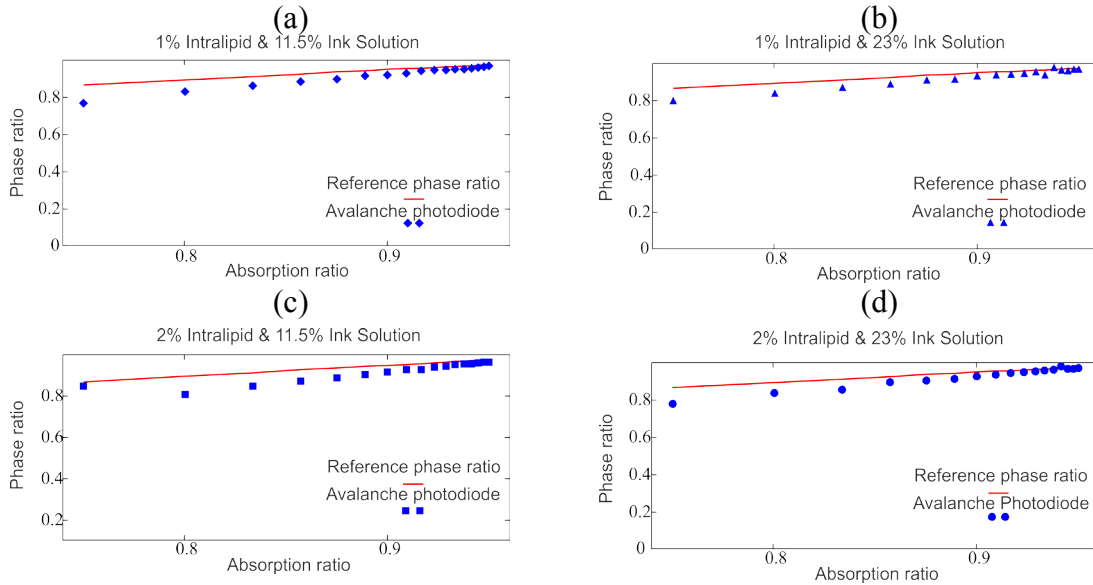 (a)
1% Intralipid & 11.5% Ink Solution
0.8
0.6
0.4
0.2
0
Phase ratio
Reference phase ratio
Avalanche photodiode
0.8
0.9
Absorption ratio
(b)
1% Intralipid & 23% Ink Solution
0.8
0.6
0.4
0.2
0
Phase ratio
Reference phase ratio
Avalanche photodiode
0.8
0.9
Absorption ratio
(c)
2% Intralipid & 11.5% Ink Solution
0.8
0.6
0.4
0.2
Phase ratio
Reference phase ratio
Avalanche photodiode
0.8
0.9
Absorption ratio
(d)
2% Intralipid & 23% Ink Solution
0.8
0.6
0.4
0.2
0
Phase ratio
Reference phase ratio
Avalanche Photodiode
0.8
0.9
Absorption ratio